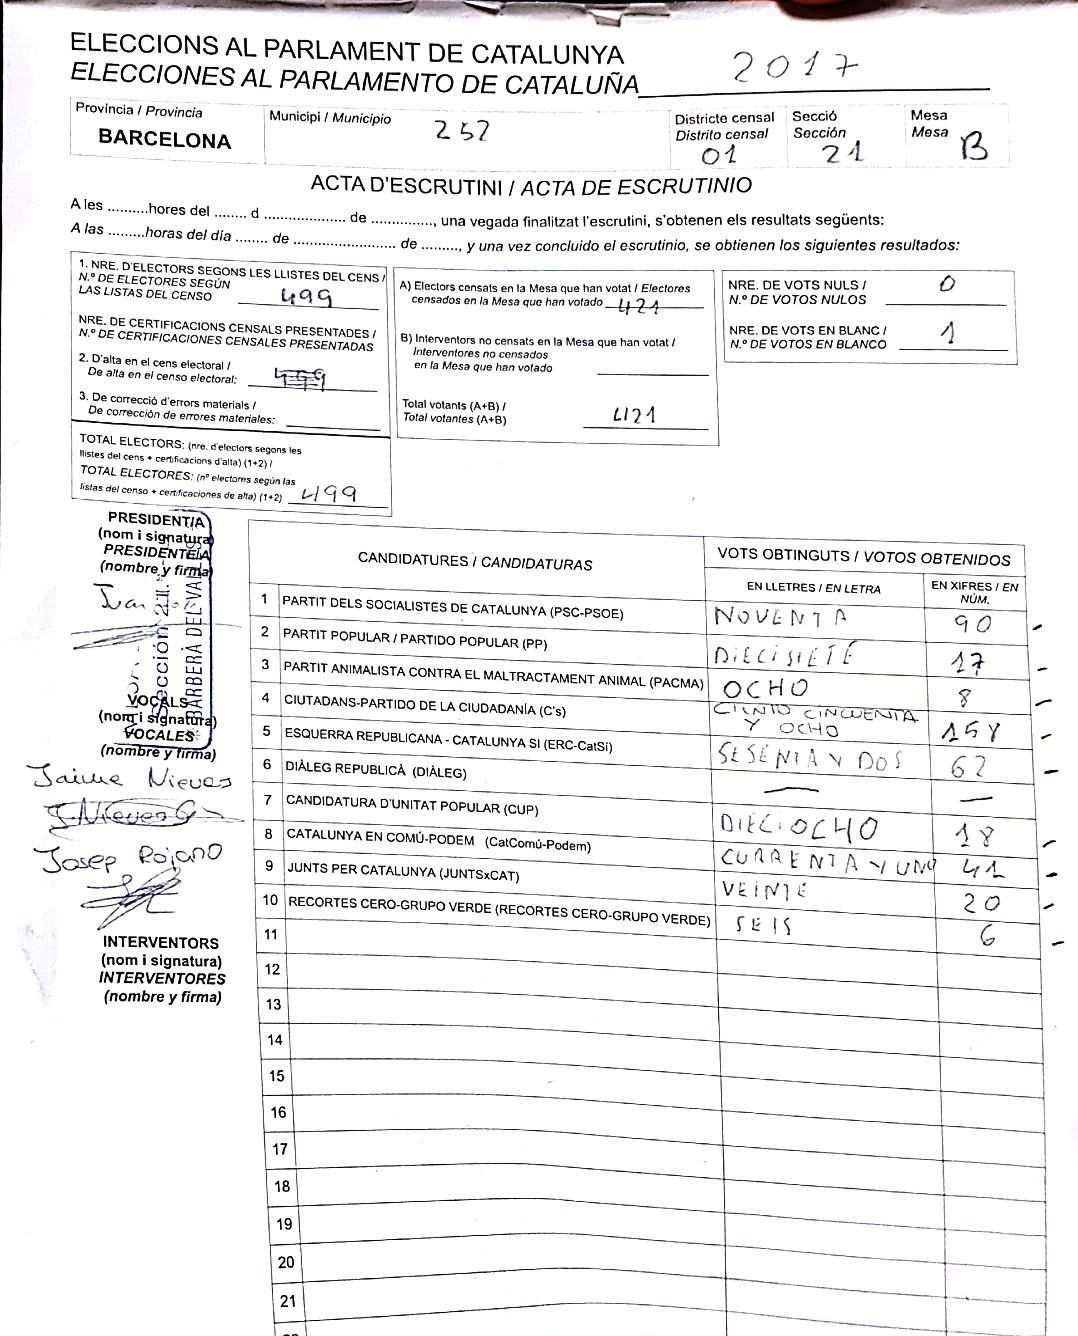 ELECCIONS AL PARLAMENT DE CATALUNYA
ELECCIONES AL PARLAMENTO DE CATALUÑA 2017
Província / Provincia
BARCELONA
Municipi / Municipio
252
Districte censal
Distrito censal
01
Secció
Sección
21
Mesa
Mesa
B
ACTA D'ESCRUTINI / ACTA DE ESCRUTINIO
A les ..........hores del ........ d .................... de ..............., una vegada finalitzat l'escrutini, s'obtenen els resultats següents:
A las .........horas del día ........ de ......................... de ........., y una vez concluido el escrutinio, se obtienen los siguientes resultados:
1. NRE. D'ELECTORS SEGONS LES LLISTES DEL CENS /
N.º DE ELECTORES SEGÚN
LAS LISTAS DEL CENSO 499
NRE. DE CERTIFICACIONS CENSALS PRESENTADES /
N.º DE CERTIFICACIONES CENSALES PRESENTADAS
2. D'alta en el cens electoral /
De alta en el censo electoral: 499
3. De correcció d'errors materials /
De corrección de errores materiales:
TOTAL ELECTORS: (nre. d'electors segons les
llistes del cens + certificacions d'alta) (1+2) /
TOTAL ELECTORES: (nº electores según las
listas del censo + certificaciones de alta) (1+2) 499
A) Electors censats en la Mesa que han votat / Electores
censados en la Mesa que han votado 421
B) Interventors no censats en la Mesa que han votat /
Interventores no censados
en la Mesa que han votado
Total votants (A+B) /
Total votantes (A+B) 421
NRE. DE VOTS NULS /
N.º DE VOTOS NULOS 0
NRE. DE VOTS EN BLANC /
N.º DE VOTOS EN BLANCO 1
PRESIDENT/A
(nom i signatura)
PRESIDENTE/A
(nombre y firma)
Juan
Sección 21
BARBERÀ DEL VALLÈS
VOCALS
(nom i signatura)
VOCALES
(nombre y firma)
Jaime Nieves
J. Nieves G
Josep Rojano
INTERVENTORS
(nom i signatura)
INTERVENTORES
(nombre y firma)
CANDIDATURES / CANDIDATURAS
VOTS OBTINGUTS / VOTOS OBTENIDOS
EN LLETRES / EN LETRA
EN XIFRES / EN NÚM.
1 PARTIT DELS SOCIALISTES DE CATALUNYA (PSC-PSOE) NOVENTA 90
2 PARTIT POPULAR / PARTIDO POPULAR (PP) DIECISIETE 17
3 PARTIT ANIMALISTA CONTRA EL MALTRACTAMENT ANIMAL (PACMA) OCHO 8
4 CIUTADANS-PARTIDO DE LA CIUDADANÍA (C's) CIENTO CINCUENTA Y OCHO 158
5 ESQUERRA REPUBLICANA - CATALUNYA SI (ERC-CatSí) SESENTA Y DOS 62
6 DIÀLEG REPUBLICÀ (DIÀLEG) — —
7 CANDIDATURA D'UNITAT POPULAR (CUP) DIECIOCHO 18
8 CATALUNYA EN COMÚ-PODEM (CatComú-Podem) CURRENTA Y UNO 41
9 JUNTS PER CATALUNYA (JUNTSxCAT) VEINTE 20
10 RECORTES CERO-GRUPO VERDE (RECORTES CERO-GRUPO VERDE) SEIS 6
11
12
13
14
15
16
17
18
19
20
21